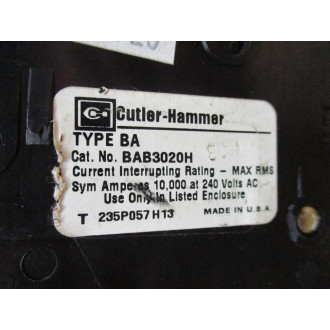 Cutler-Hammer
TYPE BA
Cat. No. BAB3020H
Current Interrupting Rating – MAX RMS
Sym Amperes 10,000 at 240 Volts AC
Use Only In Listed Enclosure
T 235P057H13 MADE IN U.S.A.